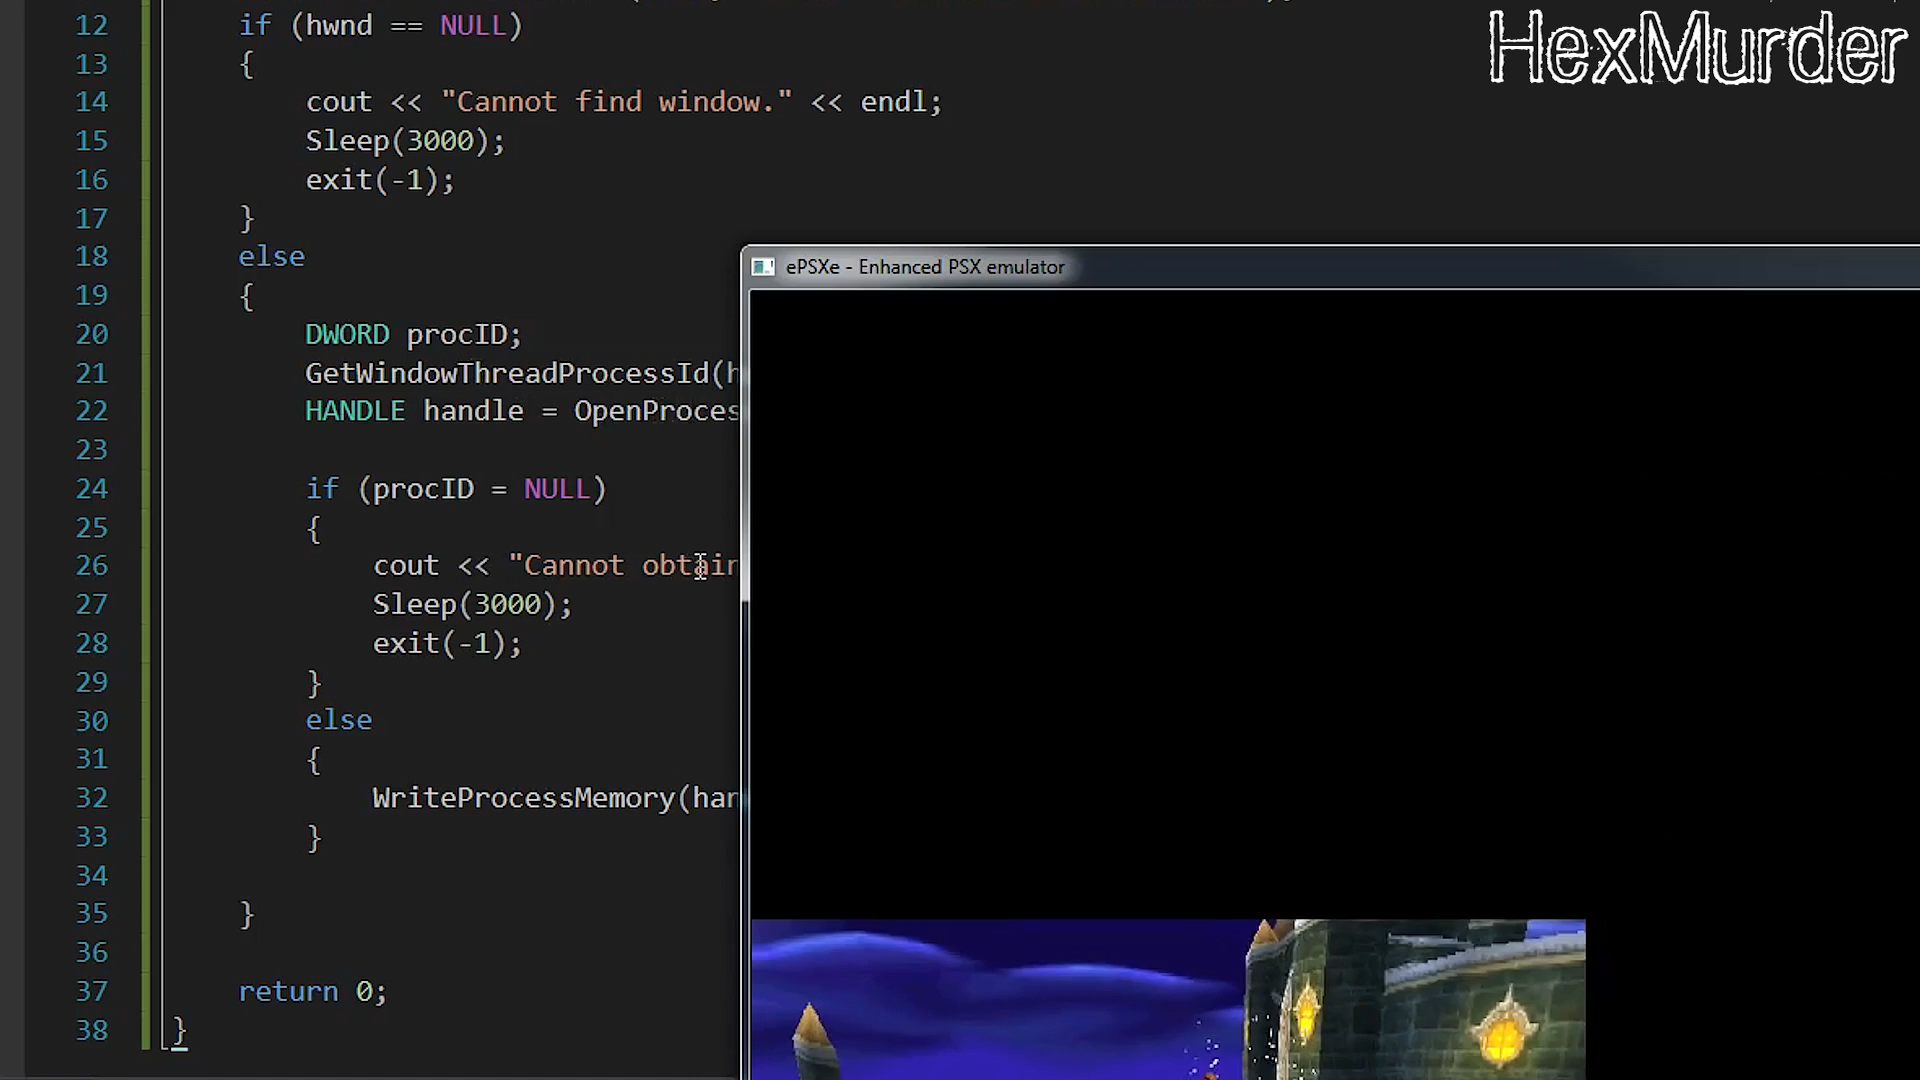 HexMurder
12 if (hwnd == NULL)
13 {
14 cout << "Cannot find window." << endl;
15 Sleep(3000);
16 exit(-1);
17 }
18 else
19 {
20 DWORD procID;
21 GetWindowThreadProcessId(h
22 HANDLE handle = OpenProces
23
24 if (procID = NULL)
25 {
26 cout << "Cannot obtain
27 Sleep(3000);
28 exit(-1);
29 }
30 else
31 {
32 WriteProcessMemory(han
33 }
34
35 }
36
37 return 0;
38 }
ePSXe - Enhanced PSX emulator